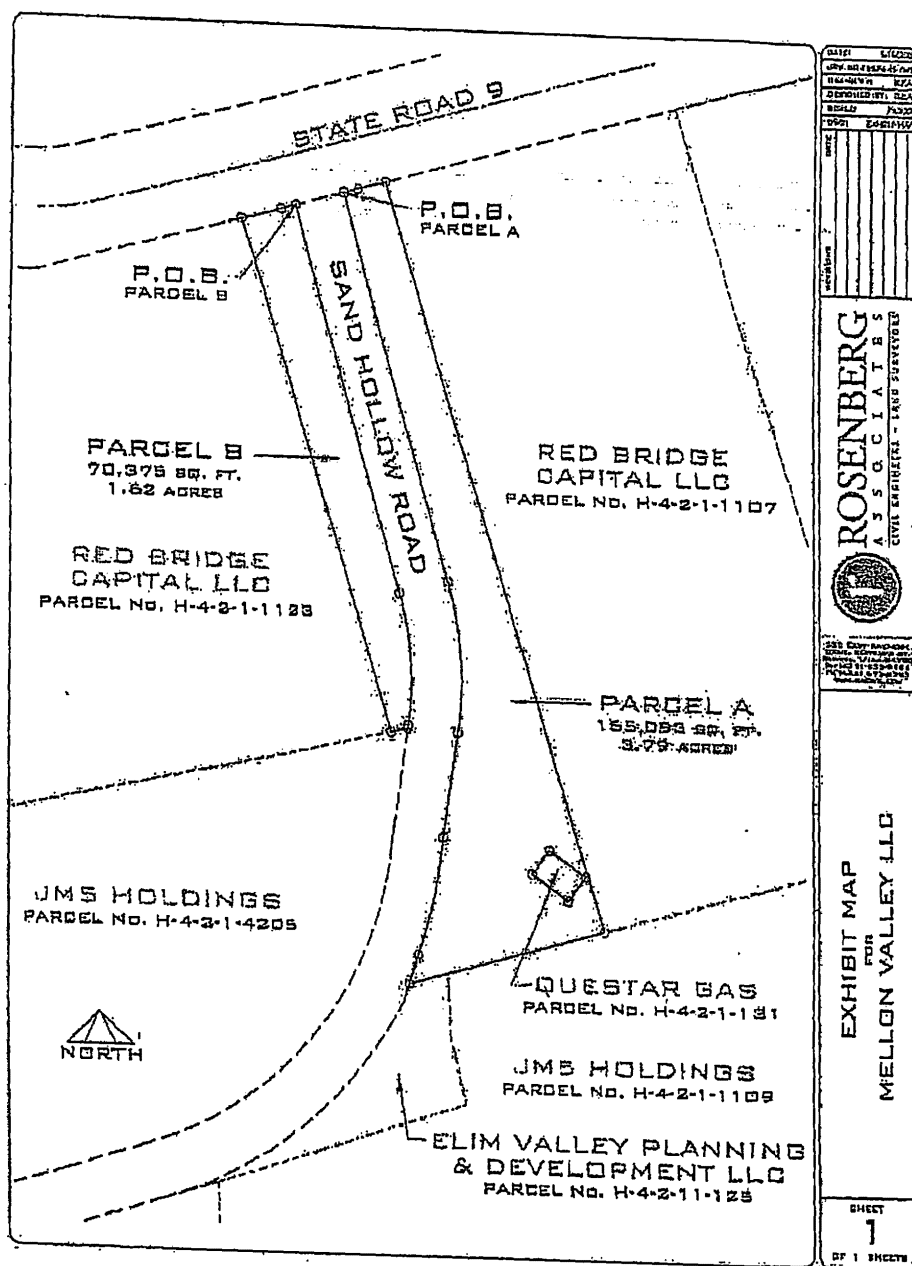 STATE ROAD 9
P.O.B.
PARCEL A
P.O.B.
PARCEL B
SAND HOLLOW ROAD
PARCEL B
70,375 SQ. FT.
1.62 ACRES
RED BRIDGE
CAPITAL LLC
PARCEL No. H-4-2-1-1107
RED BRIDGE
CAPITAL LLC
PARCEL No. H-4-2-1-1123
PARCEL A
165,093 SQ. FT.
3.79 ACRES
JMS HOLDINGS
PARCEL No. H-4-2-1-4205
NORTH
QUESTAR GAS
PARCEL No. H-4-2-1-131
JMS HOLDINGS
PARCEL No. H-4-2-1-1109
ELIM VALLEY PLANNING
& DEVELOPMENT LLC
PARCEL No. H-4-2-11-125
DATE
ROSENBERG
ASSOCIATES
CIVIL ENGINEERS - LAND SURVEYORS
EXHIBIT MAP
FOR
MELLON VALLEY LLC
SHEET
1
OF 1 SHEETS